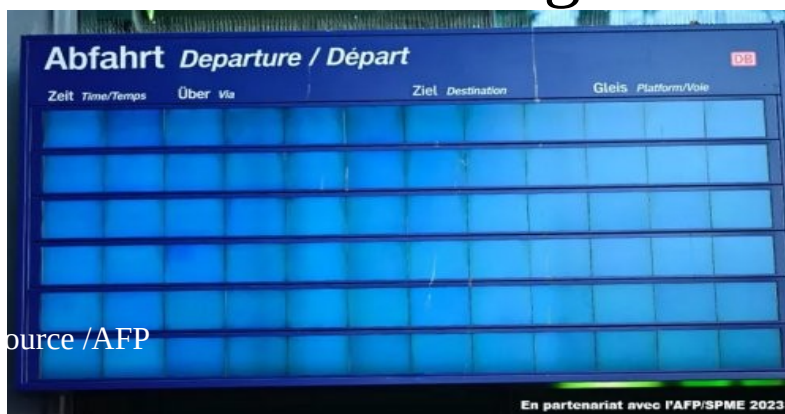 Abfahrt Departure / Départ
DB
Zeit Time/Temps Über Via Ziel Destination Gleis Platform/Voie
ource /AFP
En partenariat avec l'AFP/SPME 2023